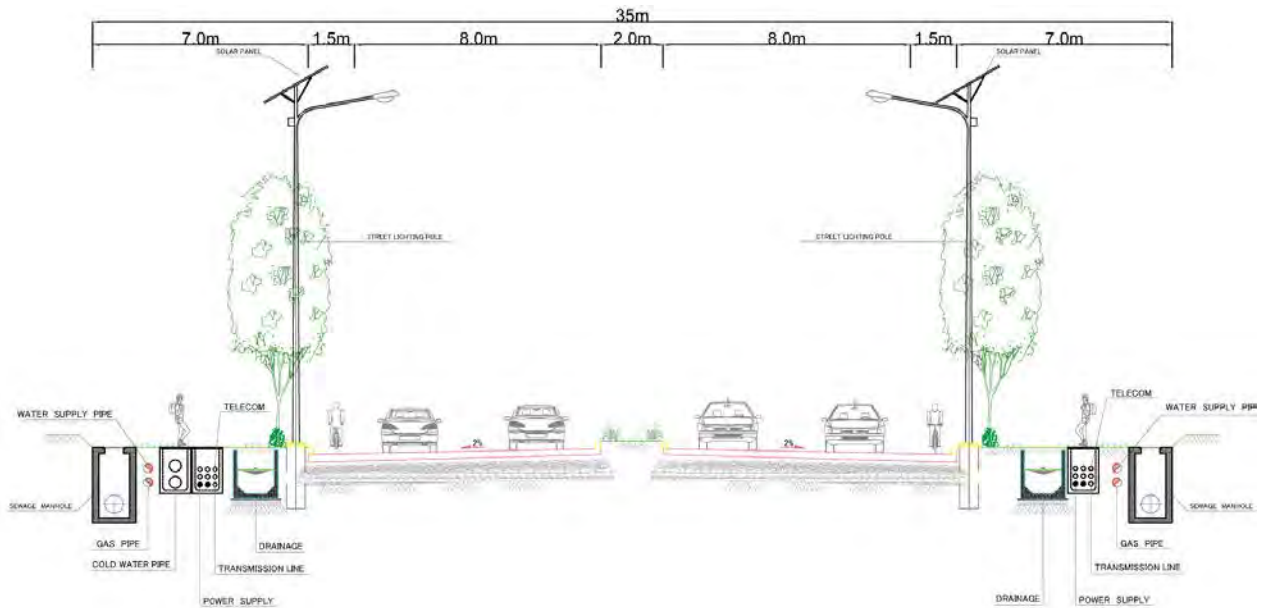 35m
7.0m 1.5m 8.0m 2.0m 8.0m 1.5m 7.0m
SOLAR PANEL SOLAR PANEL
STREET LIGHTING POLE STREET LIGHTING POLE
TELECOM
WATER SUPPLY PIPE
TELECOM
WATER SUPPLY PIPE
2% 2%
SEWAGE MANHOLE
SEWAGE MANHOLE
GAS PIPE
DRAINAGE
GAS PIPE
COLD WATER PIPE
TRANSMISSION LINE
TRANSMISSION LINE
POWER SUPPLY
DRAINAGE
POWER SUPPLY